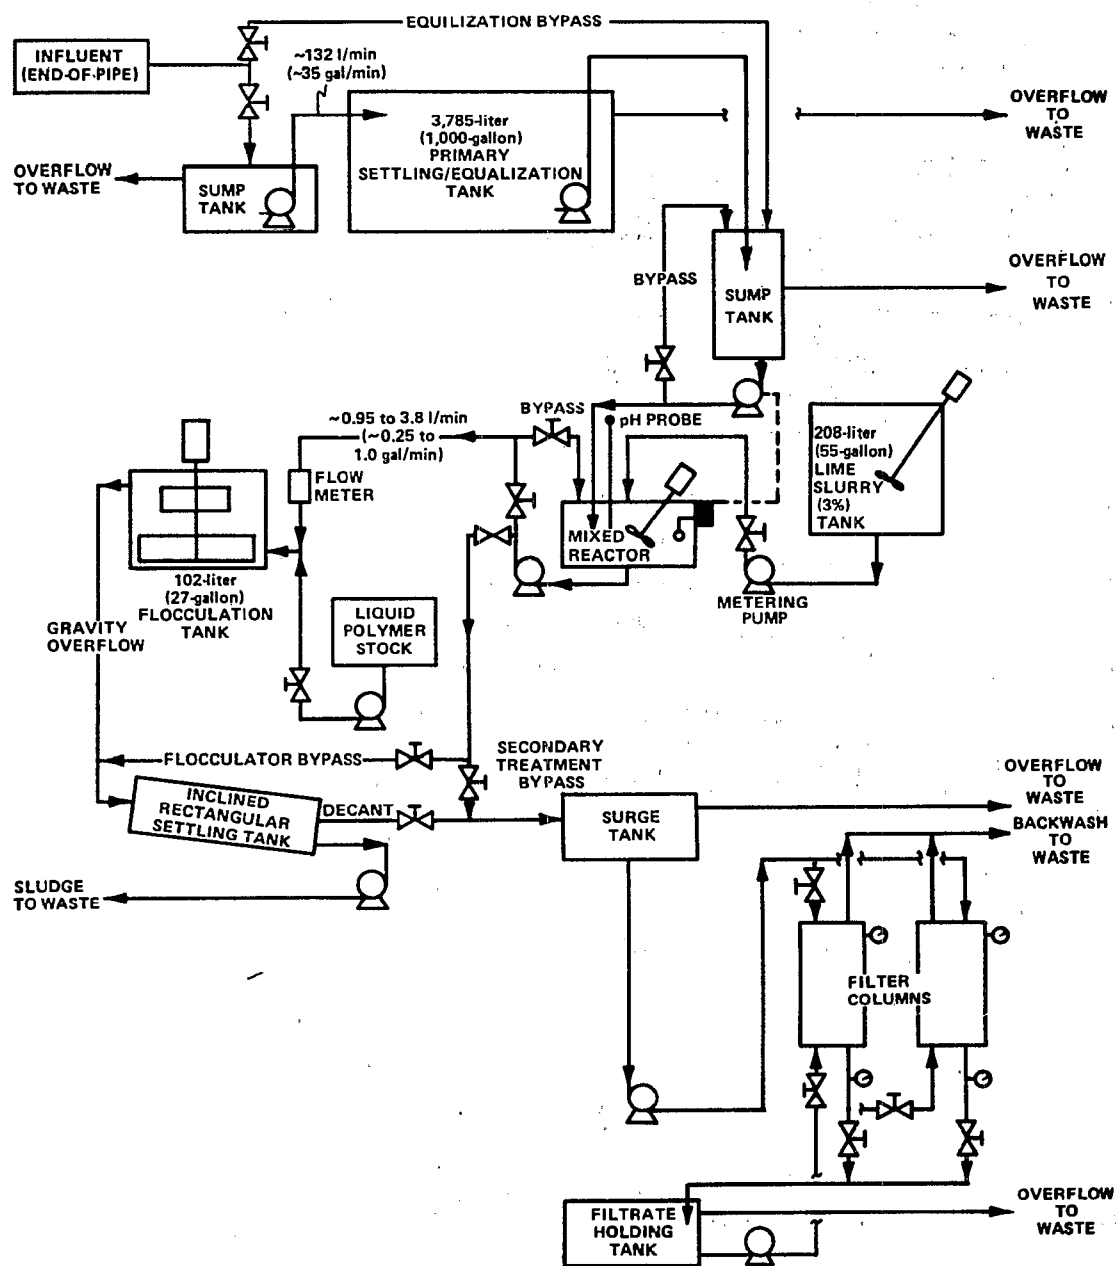 EQUILIZATION BYPASS
INFLUENT
(END-OF-PIPE)
~132 l/min
(~35 gal/min)
3,785-liter
(1,000-gallon)
PRIMARY
SETTLING/EQUALIZATION
TANK
OVERFLOW
TO
WASTE
OVERFLOW
TO WASTE
SUMP
TANK
BYPASS
SUMP
TANK
OVERFLOW
TO
WASTE
~0.95 to 3.8 l/min
(~0.25 to
1.0 gal/min)
BYPASS
pH PROBE
208-liter
(55-gallon)
LIME
SLURRY
(3%)
TANK
FLOW
METER
MIXED
REACTOR
102-liter
(27-gallon)
FLOCCULATION
TANK
METERING
PUMP
GRAVITY
OVERFLOW
LIQUID
POLYMER
STOCK
FLOCCULATOR BYPASS
SECONDARY
TREATMENT
BYPASS
INCLINED
RECTANGULAR
SETTLING TANK
DECANT
SURGE
TANK
OVERFLOW
TO
WASTE
BACKWASH
TO
WASTE
SLUDGE
TO WASTE
FILTER
COLUMNS
FILTRATE
HOLDING
TANK
OVERFLOW
TO
WASTE